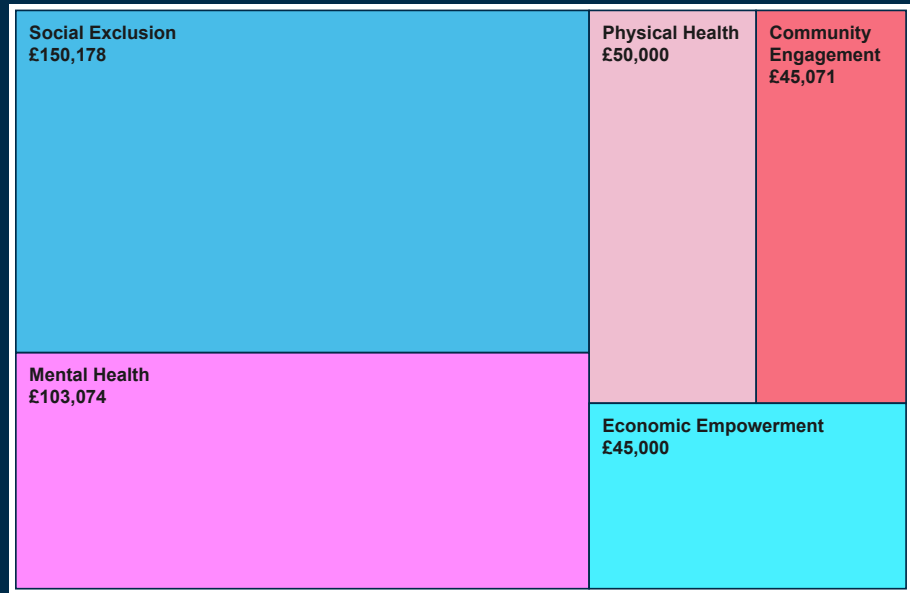 Social Exclusion
£150,178
Physical Health
£50,000
Community
Engagement
£45,071
Mental Health
£103,074
Economic Empowerment
£45,000